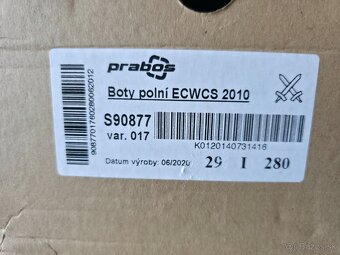 prabos
Boty polní ECWCS 2010
S90877
var. 017
K0120140731416
Datum výroby: 06/2020
29 I 280